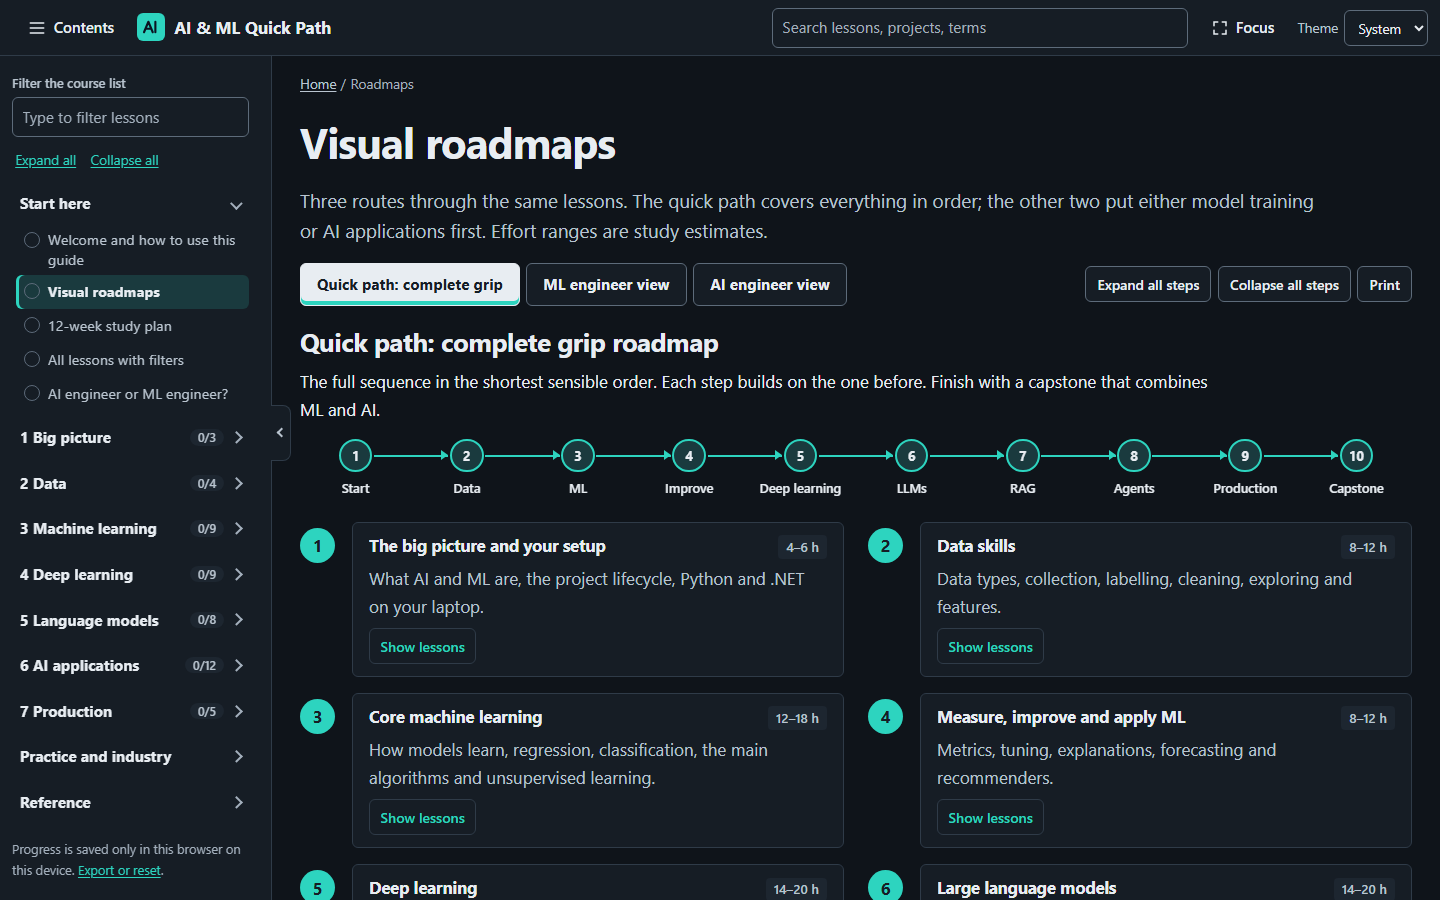 Contents
AI
AI & ML Quick Path
Search lessons, projects, terms
Focus
Theme
System
Filter the course list
Type to filter lessons
Expand all
Collapse all
Start here
Welcome and how to use this
guide
Visual roadmaps
12-week study plan
All lessons with filters
AI engineer or ML engineer?
1 Big picture
0/3
2 Data
0/4
3 Machine learning
0/9
4 Deep learning
0/9
5 Language models
0/8
6 AI applications
0/12
7 Production
0/5
Practice and industry
Reference
Progress is saved only in this browser on
this device. Export or reset.
Home / Roadmaps
Visual roadmaps
Three routes through the same lessons. The quick path covers everything in order; the other two put either model training
or AI applications first. Effort ranges are study estimates.
Quick path: complete grip
ML engineer view
AI engineer view
Expand all steps
Collapse all steps
Print
Quick path: complete grip roadmap
The full sequence in the shortest sensible order. Each step builds on the one before. Finish with a capstone that combines
ML and AI.
1
2
3
4
5
6
7
8
9
10
Start
Data
ML
Improve
Deep learning
LLMs
RAG
Agents
Production
Capstone
1
The big picture and your setup
4–6 h
What AI and ML are, the project lifecycle, Python and .NET
on your laptop.
Show lessons
2
Data skills
8–12 h
Data types, collection, labelling, cleaning, exploring and
features.
Show lessons
3
Core machine learning
12–18 h
How models learn, regression, classification, the main
algorithms and unsupervised learning.
Show lessons
4
Measure, improve and apply ML
8–12 h
Metrics, tuning, explanations, forecasting and
recommenders.
Show lessons
5
Deep learning
14–20 h
6
Large language models
14–20 h